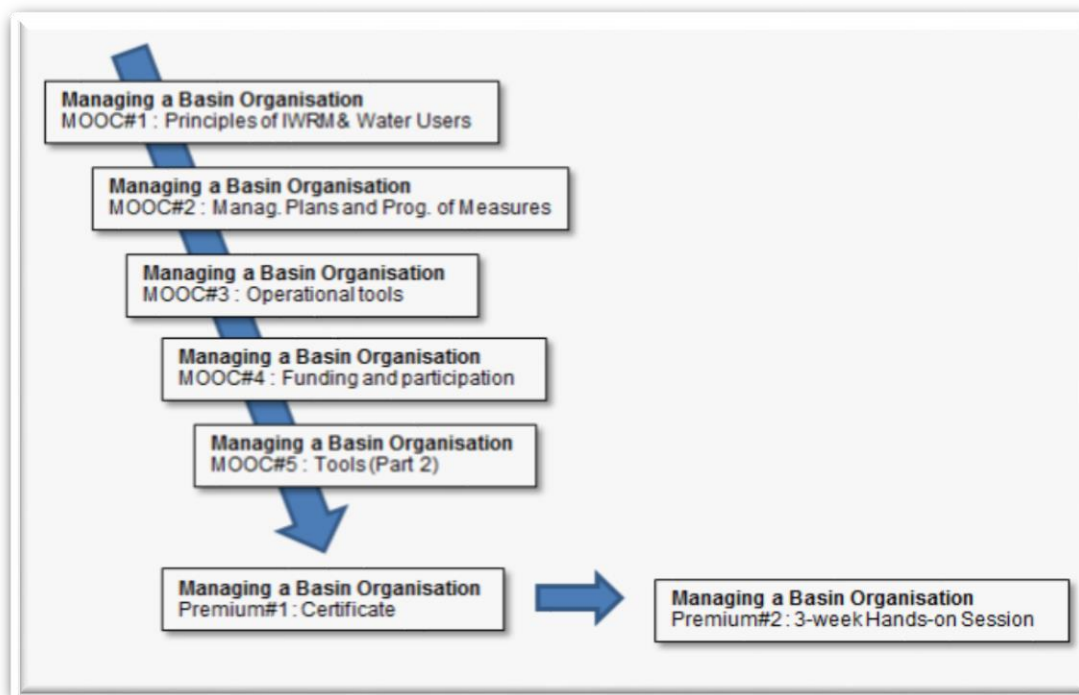 Managing a Basin Organisation
MOOC#1 : Principles of IWRM & Water Users
Managing a Basin Organisation
MOOC#2 : Manag. Plans and Prog. of Measures
Managing a Basin Organisation
MOOC#3 : Operational tools
Managing a Basin Organisation
MOOC#4 : Funding and participation
Managing a Basin Organisation
MOOC#5 : Tools (Part 2)
Managing a Basin Organisation
Premium#1 : Certificate
Managing a Basin Organisation
Premium#2 : 3-week Hands-on Session